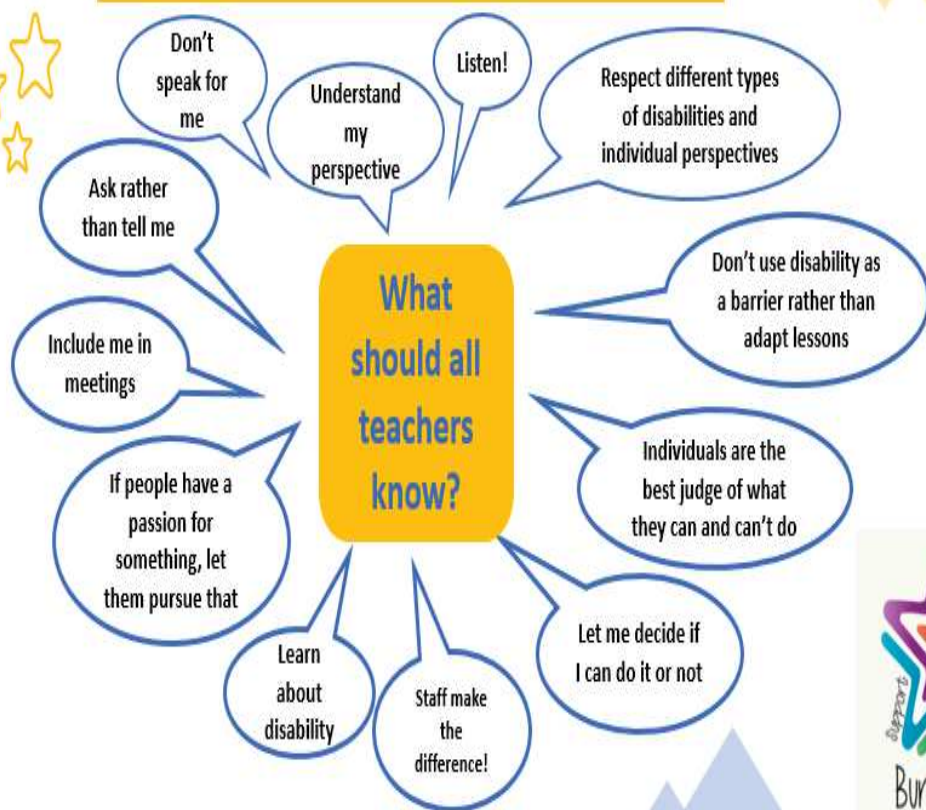 Don't
speak for
me
Understand
my
perspective
Listen!
Respect different types
of disabilities and
individual perspectives
Ask rather
than tell me
Don't use disability as
a barrier rather than
adapt lessons
Include me in
meetings
What
should all
teachers
know?
Individuals are the
best judge of what
they can and can't do
If people have a
passion for
something, let
them pursue that
Let me decide if
I can do it or not
Learn
about
disability
Staff make
the
difference!
support